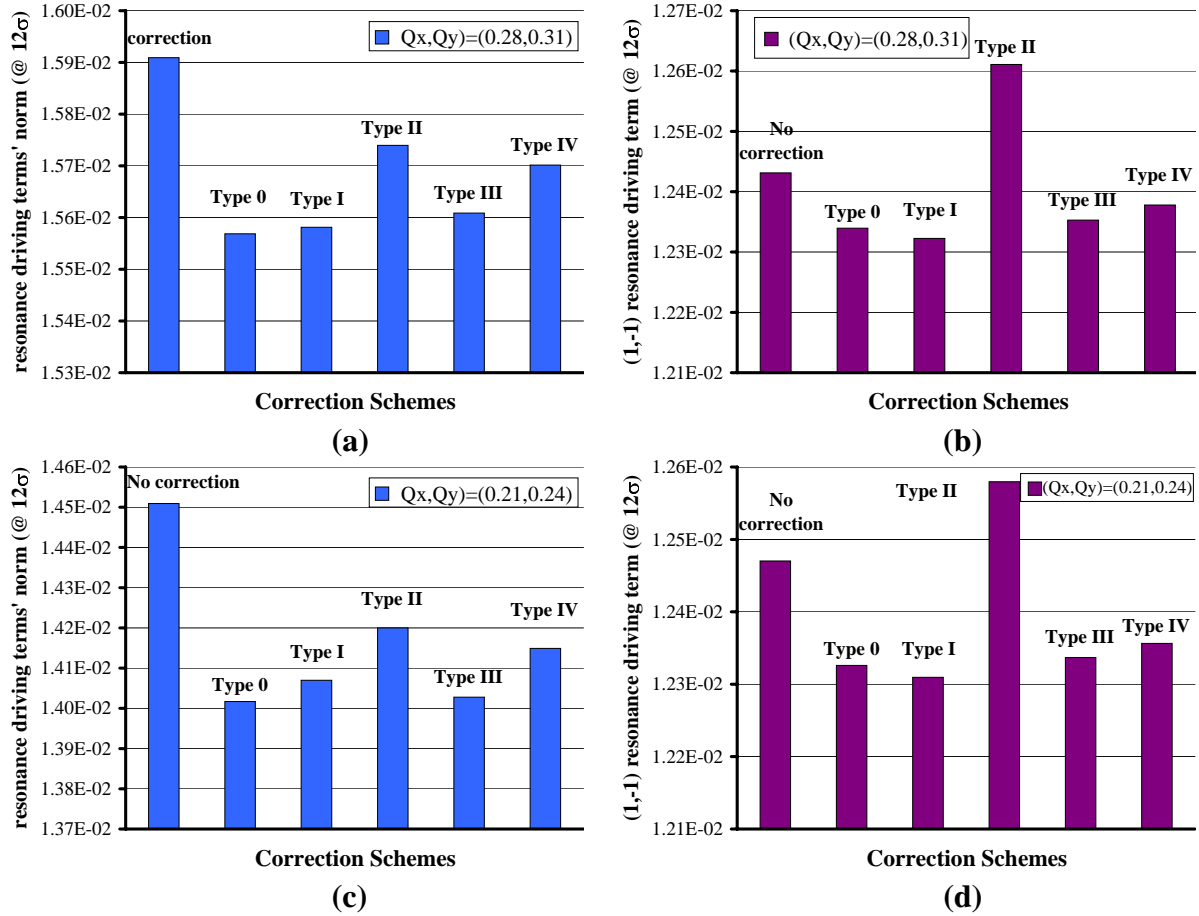 resonance driving terms' norm (@ 12σ)
1.60E-02
1.59E-02
1.58E-02
1.57E-02
1.56E-02
1.55E-02
1.54E-02
1.53E-02
correction
Qx,Qy)=(0.28,0.31)
Type 0
Type I
Type II
Type III
Type IV
Correction Schemes
(a)
(1,-1) resonance driving term (@ 12σ)
1.27E-02
1.26E-02
1.25E-02
1.24E-02
1.23E-02
1.22E-02
1.21E-02
(Qx,Qy)=(0.28,0.31)
No
correction
Type 0
Type I
Type II
Type III
Type IV
Correction Schemes
(b)
resonance driving terms' norm (@ 12σ)
1.46E-02
1.45E-02
1.44E-02
1.43E-02
1.42E-02
1.41E-02
1.40E-02
1.39E-02
1.38E-02
1.37E-02
No correction
Qx,Qy)=(0.21,0.24)
Type 0
Type I
Type II
Type III
Type IV
Correction Schemes
(c)
(1,-1) resonance driving term (@ 12σ)
1.26E-02
1.25E-02
1.24E-02
1.23E-02
1.22E-02
1.21E-02
(Qx,Qy)=(0.21,0.24)
No
correction
Type 0
Type I
Type II
Type III
Type IV
Correction Schemes
(d)